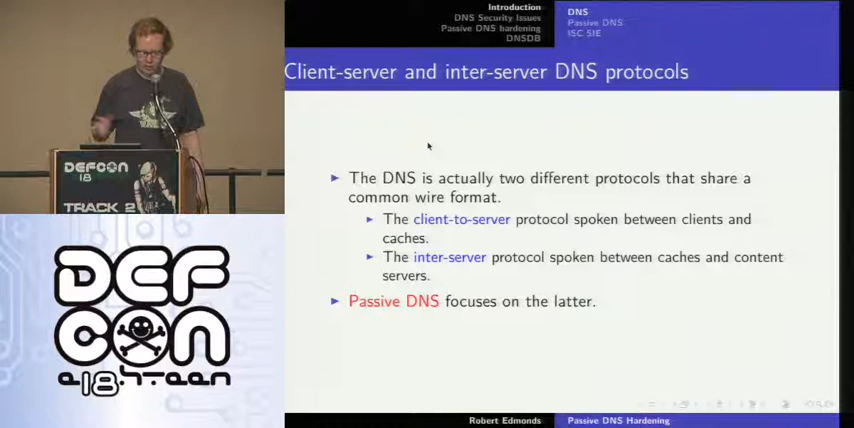 Introduction
DNS Security Issues
Passive DNS hardening
DNSDB
DNS
Passive DNS
ISC SIE
Client-server and inter-server DNS protocols
The DNS is actually two different protocols that share a
common wire format.
The client-to-server protocol spoken between clients and
caches.
The inter-server protocol spoken between caches and content
servers.
Passive DNS focuses on the latter.
Robert Edmonds
Passive DNS Hardening
DEFCON
18
TRACK 2
DEF
CON
18